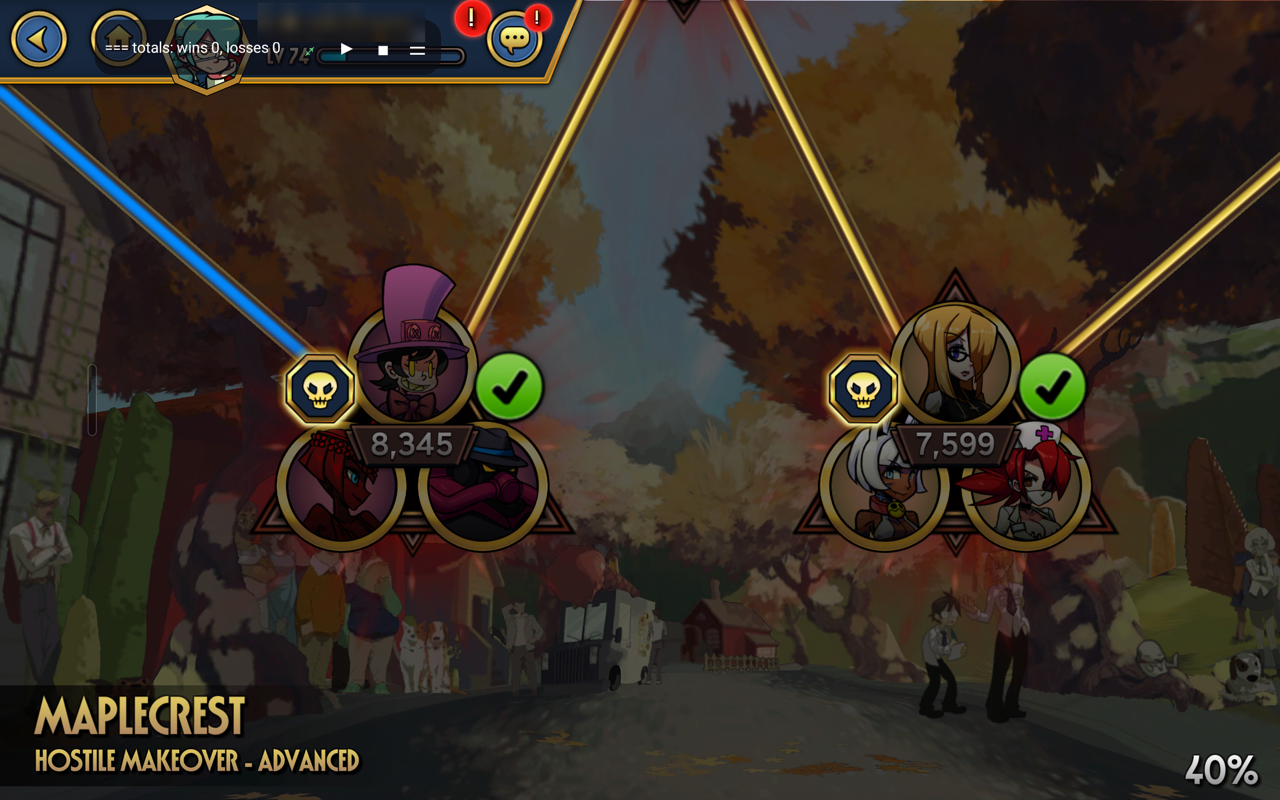 === totals: wins 0, losses 0
LV 74
8,345
7,599
MAPLECREST
HOSTILE MAKEOVER - ADVANCED
40%